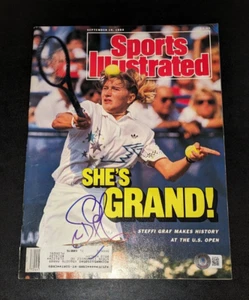 SEPTEMBER 19, 1988
Sports
Illustrated
SHE'S
GRAND!
STEFFI GRAF MAKES HISTORY
AT THE U.S. OPEN